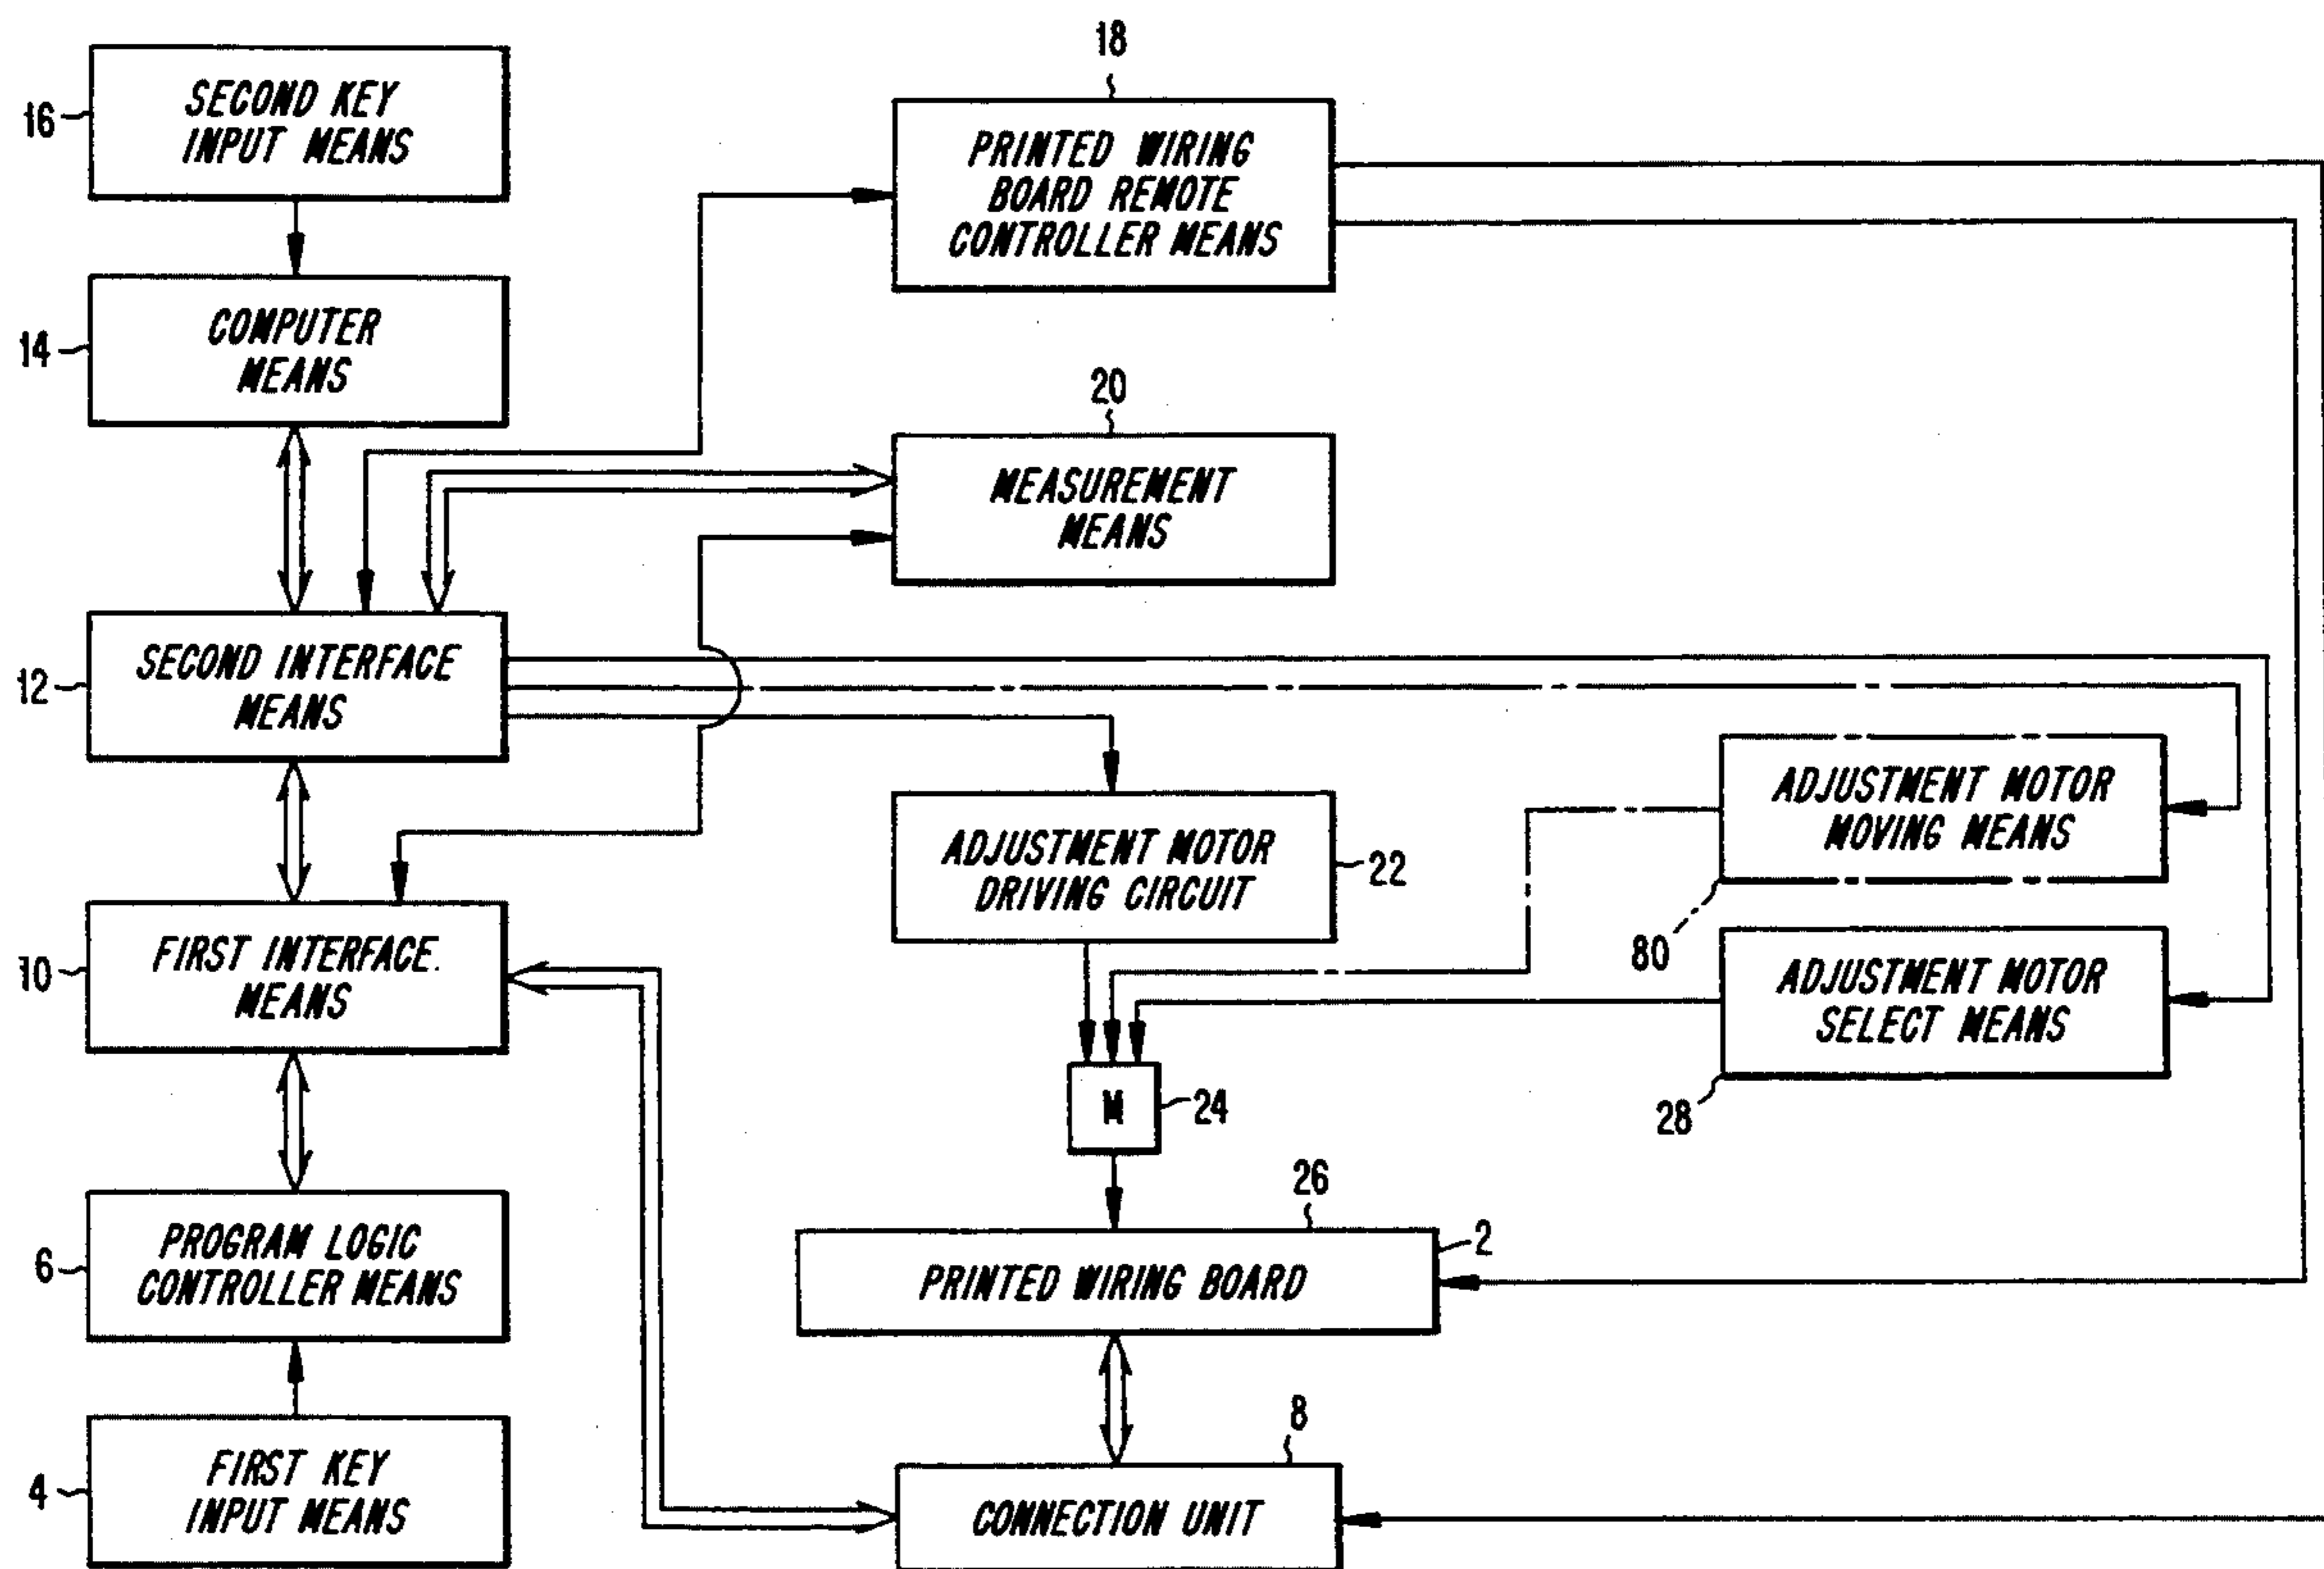 16
SECOND KEY
INPUT MEANS
18
PRINTED WIRING
BOARD REMOTE
CONTROLLER MEANS
14
COMPUTER
MEANS
20
MEASUREMENT
MEANS
12
SECOND INTERFACE
MEANS
ADJUSTMENT MOTOR
DRIVING CIRCUIT
22
ADJUSTMENT MOTOR
MOVING MEANS
80
10
FIRST INTERFACE.
MEANS
ADJUSTMENT MOTOR
SELECT MEANS
28
M
24
6
PROGRAM LOGIC
CONTROLLER MEANS
26
2
PRINTED WIRING BOARD
4
FIRST KEY
INPUT MEANS
8
CONNECTION UNIT